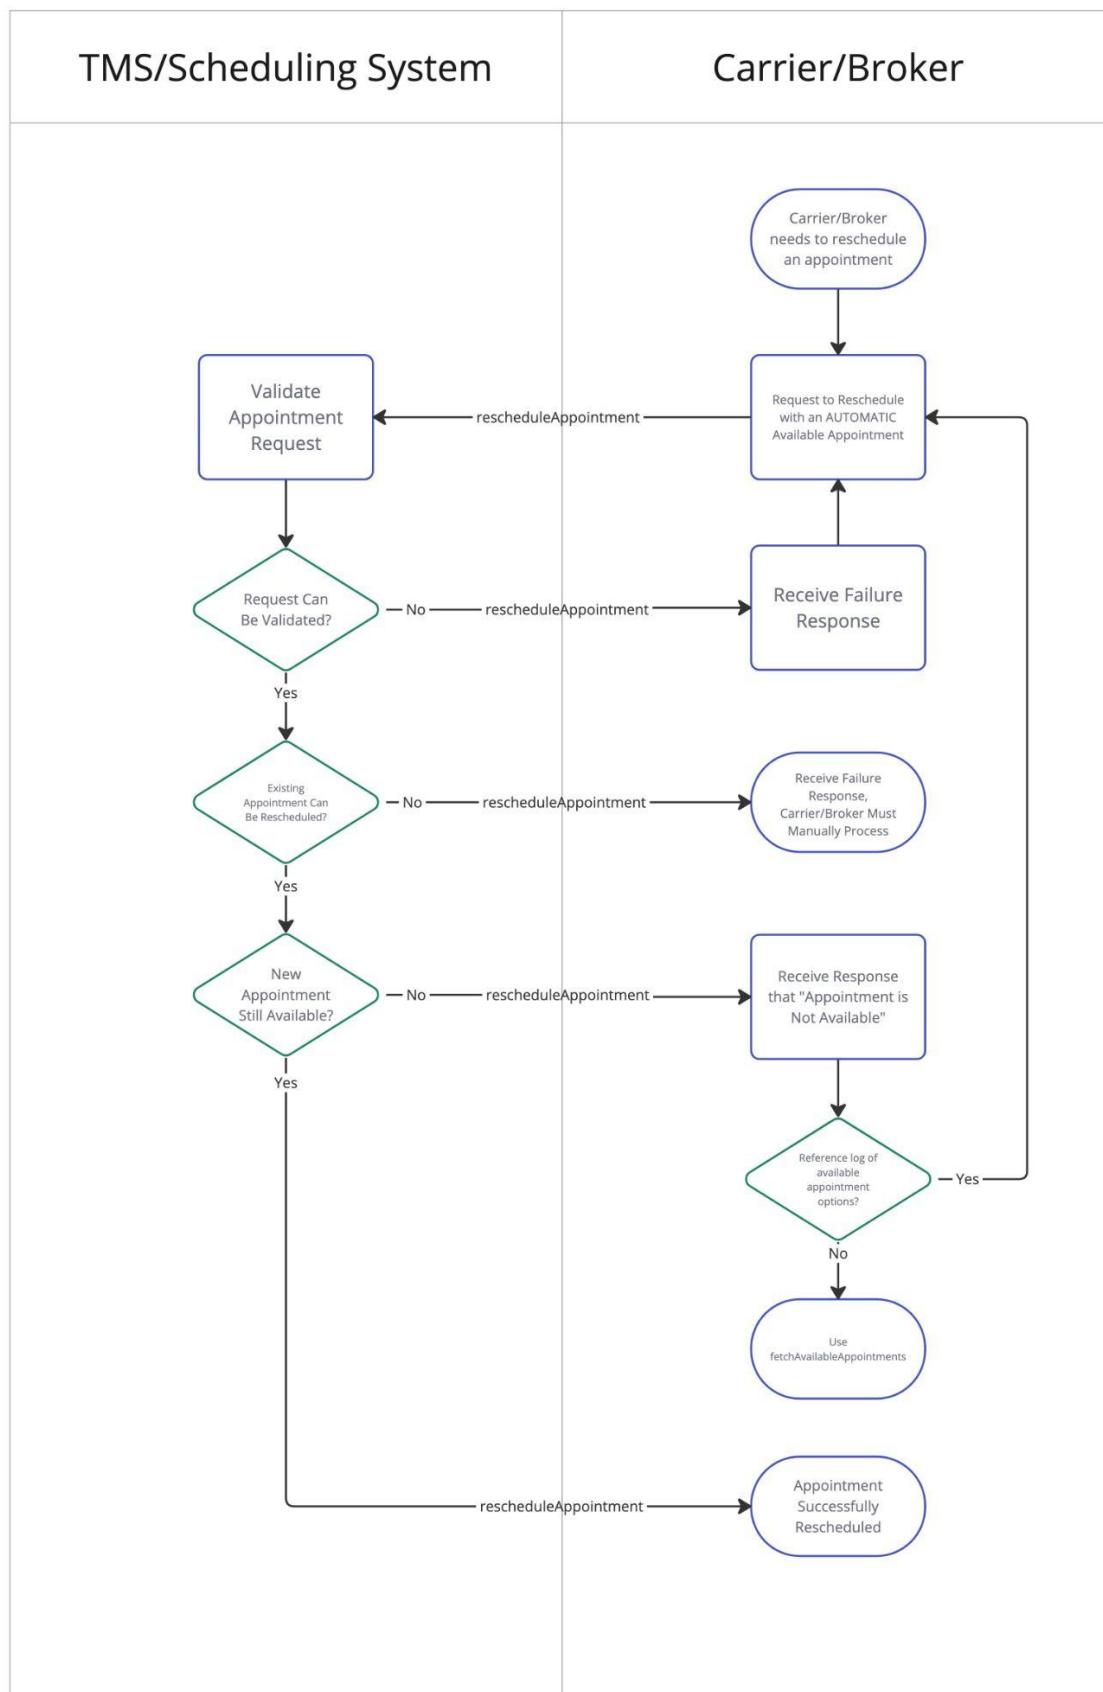 TMS/Scheduling System
Carrier/Broker
Carrier/Broker
needs to reschedule
an appointment
Validate
Appointment
Request
rescheduleAppointment
Request to Reschedule
with an AUTOMATIC
Available Appointment
Request Can
Be Validated?
No
rescheduleAppointment
Receive Failure
Response
Yes
Existing
Appointment Can
Be Rescheduled?
No
rescheduleAppointment
Receive Failure
Response,
Carrier/Broker Must
Manually Process
Yes
New
Appointment
Still Available?
No
rescheduleAppointment
Receive Response
that "Appointment is
Not Available"
Yes
Reference log of
available
appointment
options?
Yes
No
Use
fetchAvailableAppointments
rescheduleAppointment
Appointment
Successfully
Rescheduled